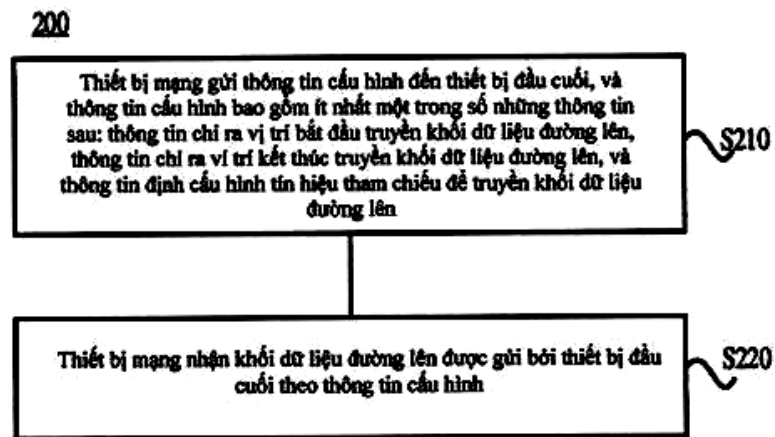 200
Thiết bị mạng gửi thông tin cấu hình đến thiết bị đầu cuối, và
thông tin cấu hình bao gồm ít nhất một trong số những thông tin
sau: thông tin chỉ ra vị trí bắt đầu truyền khối dữ liệu đường lên,
thông tin chỉ ra ví trí kết thúc truyền khối dữ liệu đường lên, và
thông tin định cấu hình tín hiệu tham chiếu để truyền khối dữ liệu
đường lên
S210
Thiết bị mạng nhận khối dữ liệu đường lên được gửi bởi thiết bị đầu
cuối theo thông tin cấu hình
S220